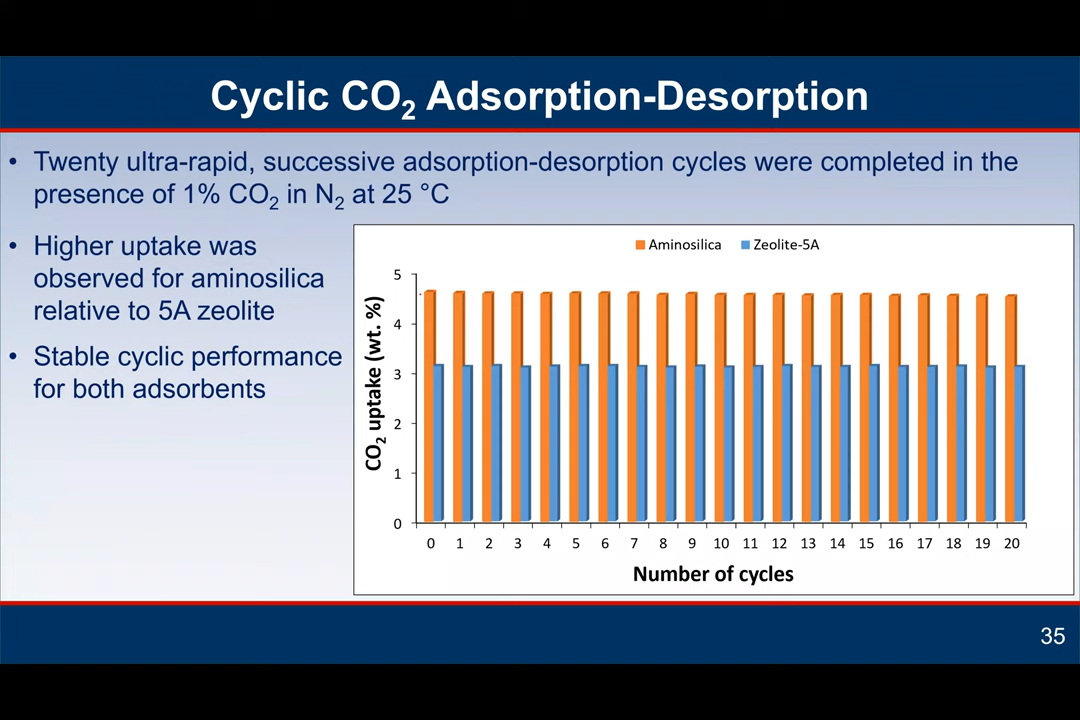 Cyclic CO₂ Adsorption-Desorption
• Twenty ultra-rapid, successive adsorption-desorption cycles were completed in the
presence of 1% CO₂ in N₂ at 25 °C
• Higher uptake was
observed for aminosilica
relative to 5A zeolite
• Stable cyclic performance
for both adsorbents
Aminosilica Zeolite-5A
CO₂ uptake (wt. %)
5
4
3
2
1
0
0 1 2 3 4 5 6 7 8 9 10 11 12 13 14 15 16 17 18 19 20
Number of cycles
35